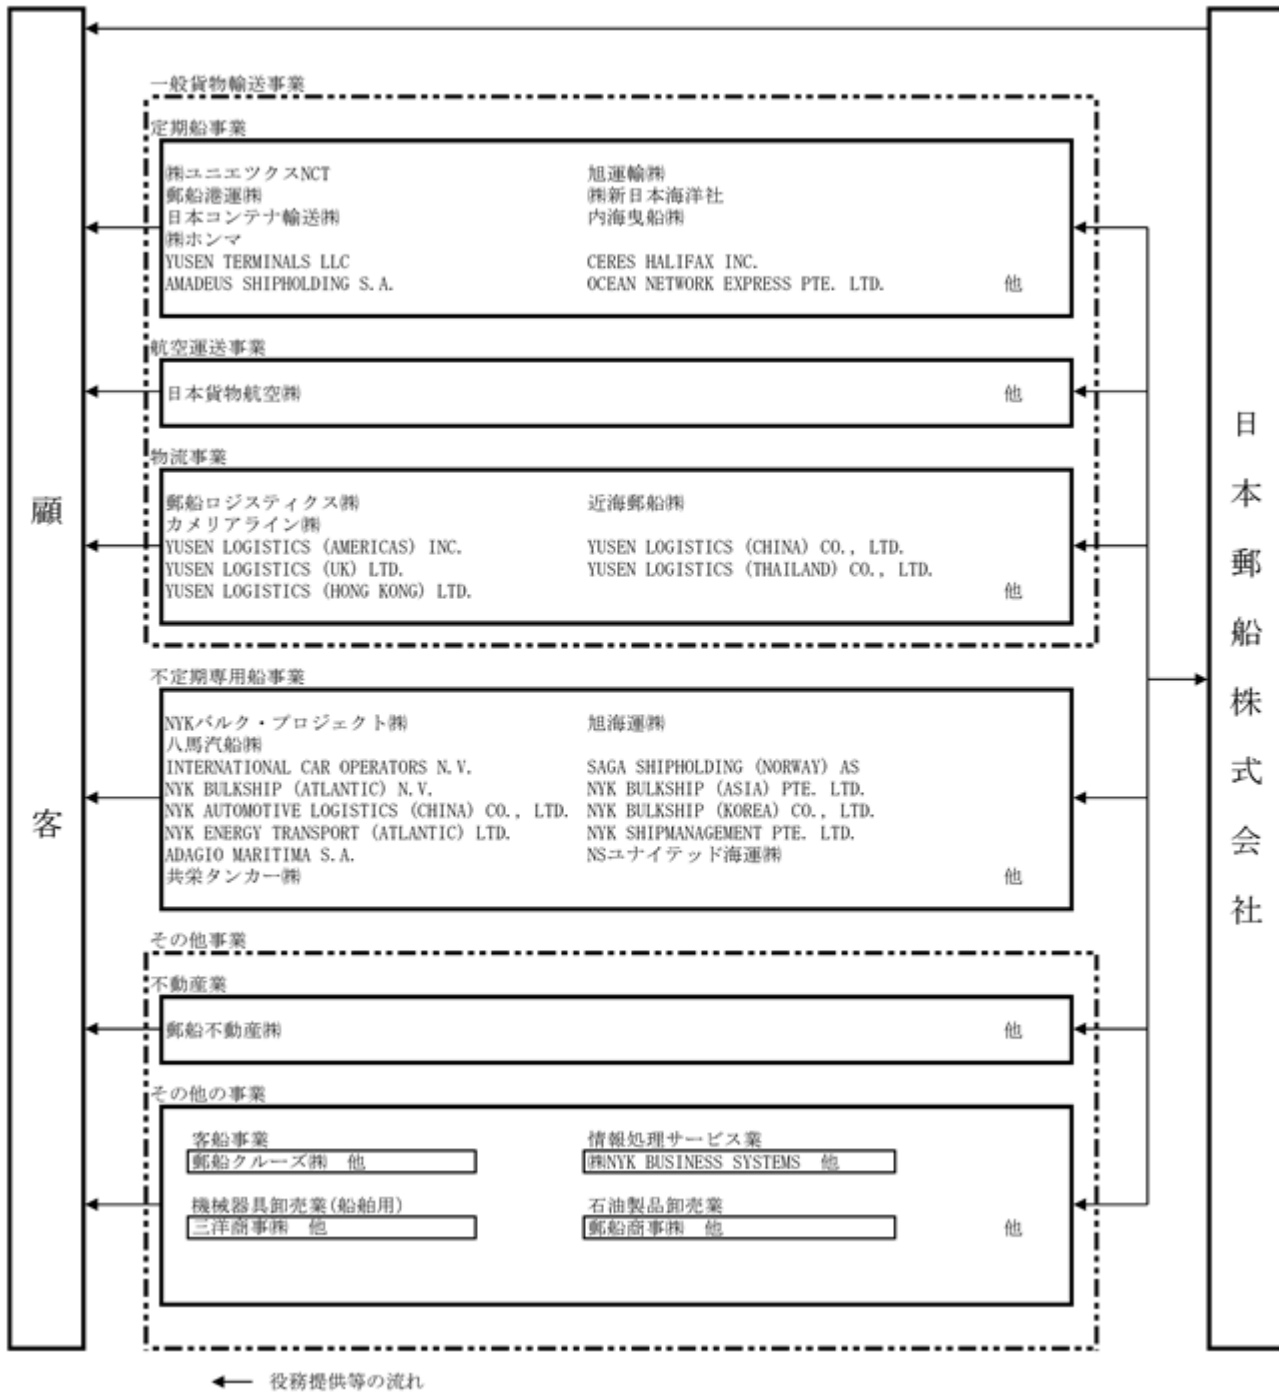 一般貨物輸送事業
定期船事業
㈱ユニエツクスNCT 旭運輸㈱
郵船港運㈱ ㈱新日本海洋社
日本コンテナ輸送㈱ 内海曳船㈱
㈱ホンマ
YUSEN TERMINALS LLC CERES HALIFAX INC.
AMADEUS SHIPHOLDING S.A. OCEAN NETWORK EXPRESS PTE. LTD. 他
航空運送事業
日本貨物航空㈱ 他
物流事業
郵船ロジスティクス㈱ 近海郵船㈱
カメリアライン㈱
YUSEN LOGISTICS (AMERICAS) INC. YUSEN LOGISTICS (CHINA) CO., LTD.
YUSEN LOGISTICS (UK) LTD. YUSEN LOGISTICS (THAILAND) CO., LTD.
YUSEN LOGISTICS (HONG KONG) LTD. 他
不定期専用船事業
NYKバルク・プロジェクト㈱ 旭海運㈱
八馬汽船㈱
INTERNATIONAL CAR OPERATORS N.V. SAGA SHIPHOLDING (NORWAY) AS
NYK BULKSHIP (ATLANTIC) N.V. NYK BULKSHIP (ASIA) PTE. LTD.
NYK AUTOMOTIVE LOGISTICS (CHINA) CO., LTD. NYK BULKSHIP (KOREA) CO., LTD.
NYK ENERGY TRANSPORT (ATLANTIC) LTD. NYK SHIPMANAGEMENT PTE. LTD.
ADAGIO MARITIMA S.A. NSユナイテッド海運㈱
共栄タンカー㈱ 他
その他事業
不動産業
郵船不動産㈱ 他
その他の事業
客船事業 情報処理サービス業
郵船クルーズ㈱ 他 ㈱NYK BUSINESS SYSTEMS 他
機械器具卸売業(船舶用) 石油製品卸売業
三洋商事㈱ 他 郵船商事㈱ 他 他
顧客
日本郵船株式会社
役務提供等の流れ